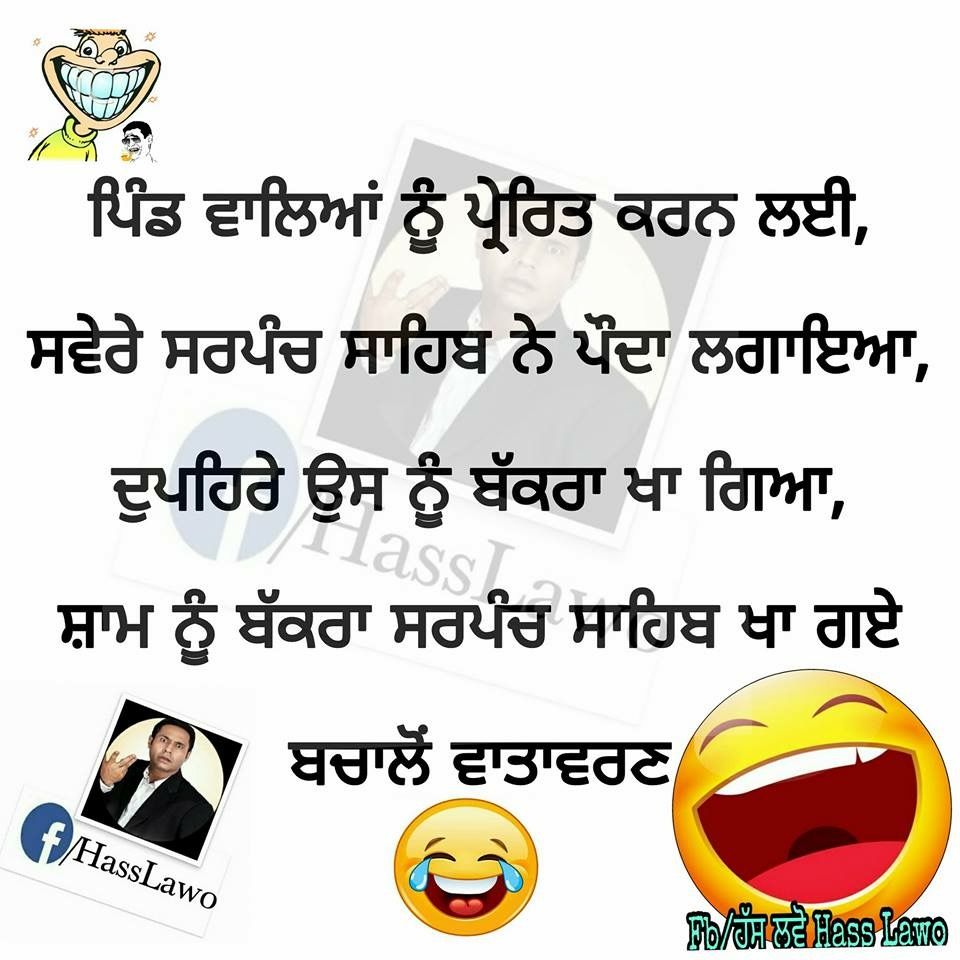 ਪਿੰਡ ਵਾਲਿਆਂ ਨੂੰ ਪ੍ਰੇਰਿਤ ਕਰਨ ਲਈ,
ਸਵੇਰੇ ਸਰਪੰਚ ਸਾਹਿਬ ਨੇ ਪੌਦਾ ਲਗਾਇਆ,
ਦੁਪਹਿਰੇ ਉਸ ਨੂੰ ਬੱਕਰਾ ਖਾ ਗਿਆ,
f/HassLawo
ਸ਼ਾਮ ਨੂੰ ਬੱਕਰਾ ਸਰਪੰਚ ਸਾਹਿਬ ਖਾ ਗਏ
ਬਚਾਲੋਂ ਵਾਤਾਵਰਣ
f/HassLawo
Fb/ਹੱਸ ਲਵੋ Hass Lawo